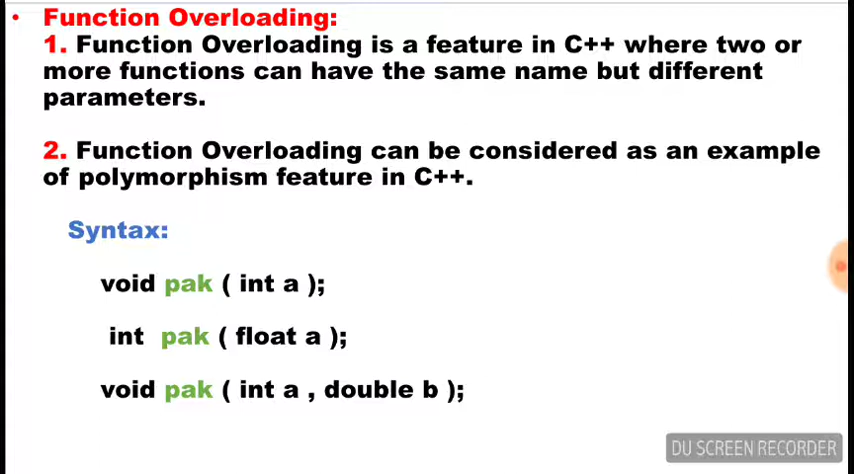 • Function Overloading:
1. Function Overloading is a feature in C++ where two or
more functions can have the same name but different
parameters.
2. Function Overloading can be considered as an example
of polymorphism feature in C++.
Syntax:
void pak ( int a );
int pak ( float a );
void pak ( int a , double b );
DU SCREEN RECORDER